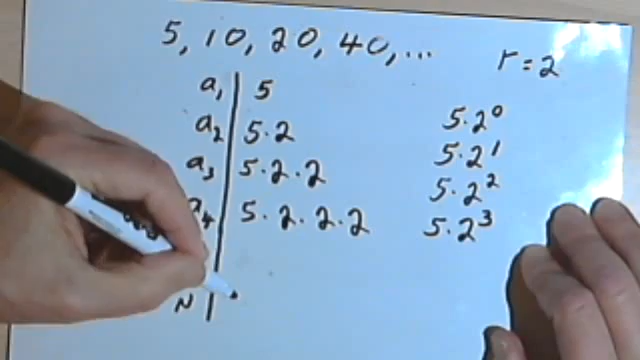 5, 10, 20, 40, ... r = 2
a₁ 5 5·2⁰
a₂ 5·2 5·2¹
a₃ 5·2·2 5·2²
a₄ 5·2·2·2 5·2³
N